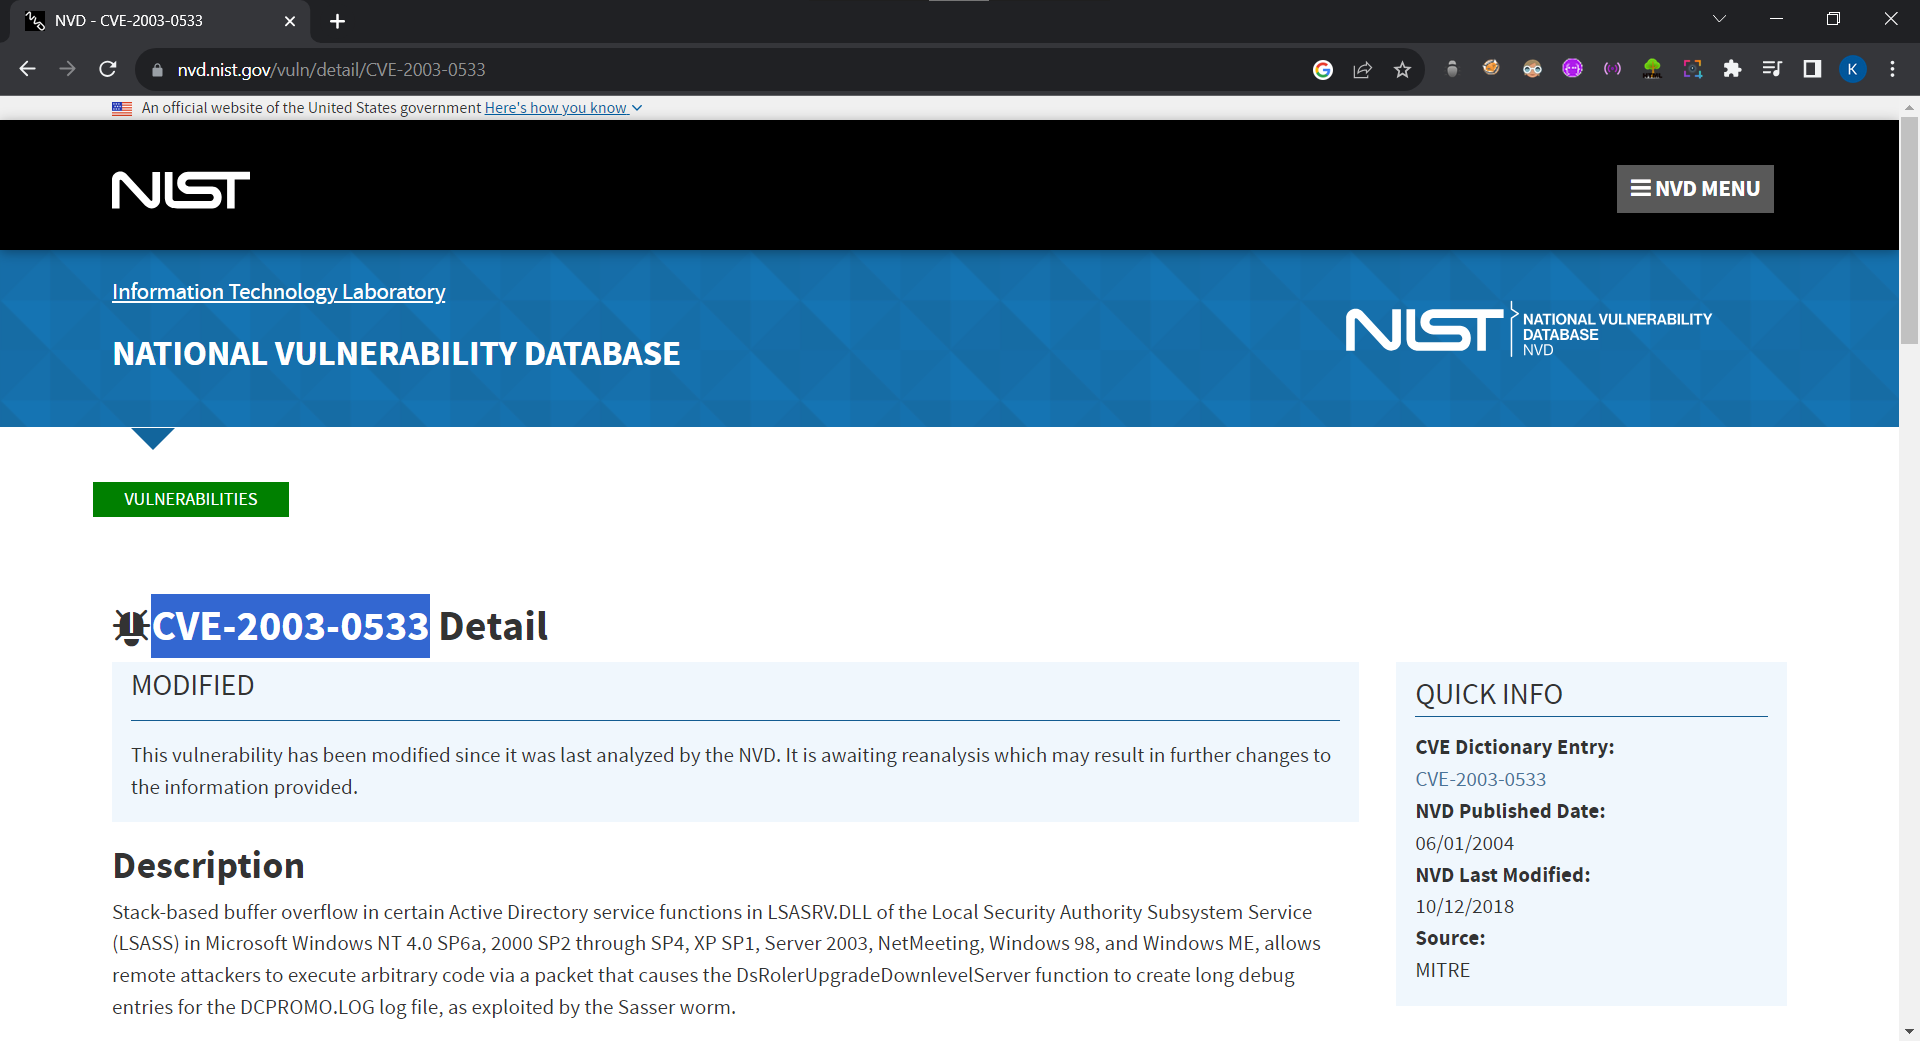 NVD - CVE-2003-0533
nvd.nist.gov/vuln/detail/CVE-2003-0533
K
An official website of the United States government Here's how you know
NIST
NVD MENU
Information Technology Laboratory
NATIONAL VULNERABILITY DATABASE
NIST
NATIONAL VULNERABILITY
DATABASE
NVD
VULNERABILITIES
CVE-2003-0533 Detail
MODIFIED
This vulnerability has been modified since it was last analyzed by the NVD. It is awaiting reanalysis which may result in further changes to
the information provided.
Description
Stack-based buffer overflow in certain Active Directory service functions in LSASRV.DLL of the Local Security Authority Subsystem Service
(LSASS) in Microsoft Windows NT 4.0 SP6a, 2000 SP2 through SP4, XP SP1, Server 2003, NetMeeting, Windows 98, and Windows ME, allows
remote attackers to execute arbitrary code via a packet that causes the DsRolerUpgradeDownlevelServer function to create long debug
entries for the DCPROMO.LOG log file, as exploited by the Sasser worm.
QUICK INFO
CVE Dictionary Entry:
CVE-2003-0533
NVD Published Date:
06/01/2004
NVD Last Modified:
10/12/2018
Source:
MITRE